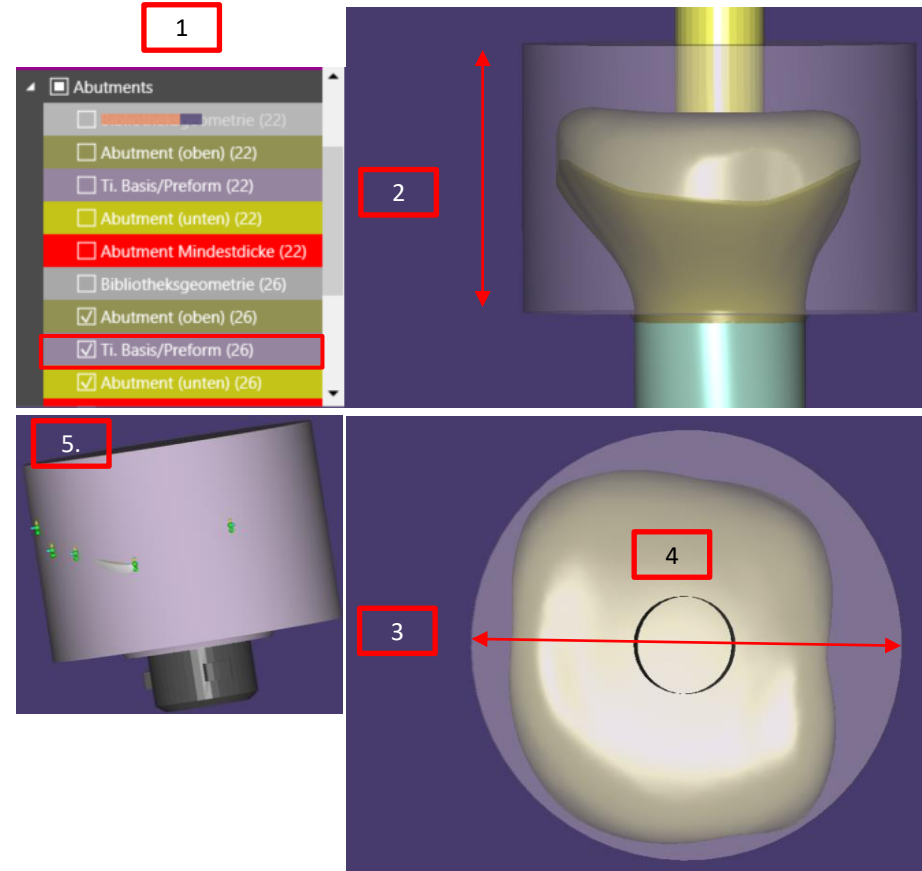 1
Abutments
(22)
Abutment (oben) (22)
Ti. Basis/Preform (22)
Abutment (unten) (22)
Abutment Mindestdicke (22)
Bibliotheksgeometrie (26)
Abutment (oben) (26)
Ti. Basis/Preform (26)
Abutment (unten) (26)
2
5.
4
3